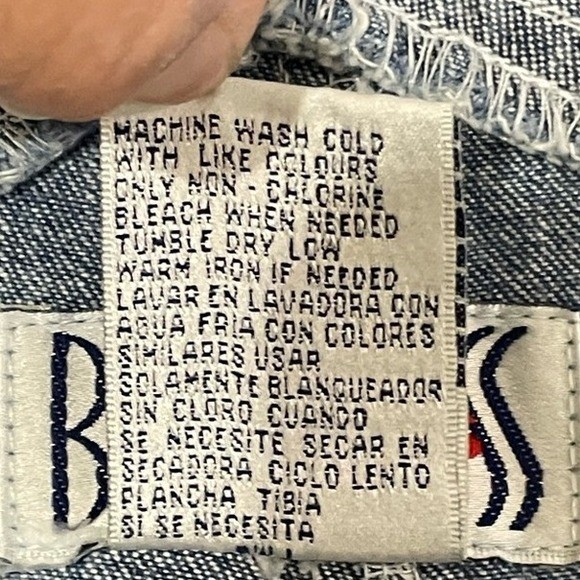 MACHINE WASH COLD
WITH LIKE COLOURS
ONLY NON - CHLORINE
BLEACH WHEN NEEDED
TUMBLE DRY LOW
WARM IRON IF NEEDED
LAVAR EN LAVADORA CON
AGUA FRIA CON COLORES
SIMILARES USAR
SOLAMENTE BLANQUEADOR
SIN CLORO CUANDO
SE NECESITE SECAR EN
SECADORA CICLO LENTO
PLANCHA TIBIA
SI SE NECESITA
B
SS